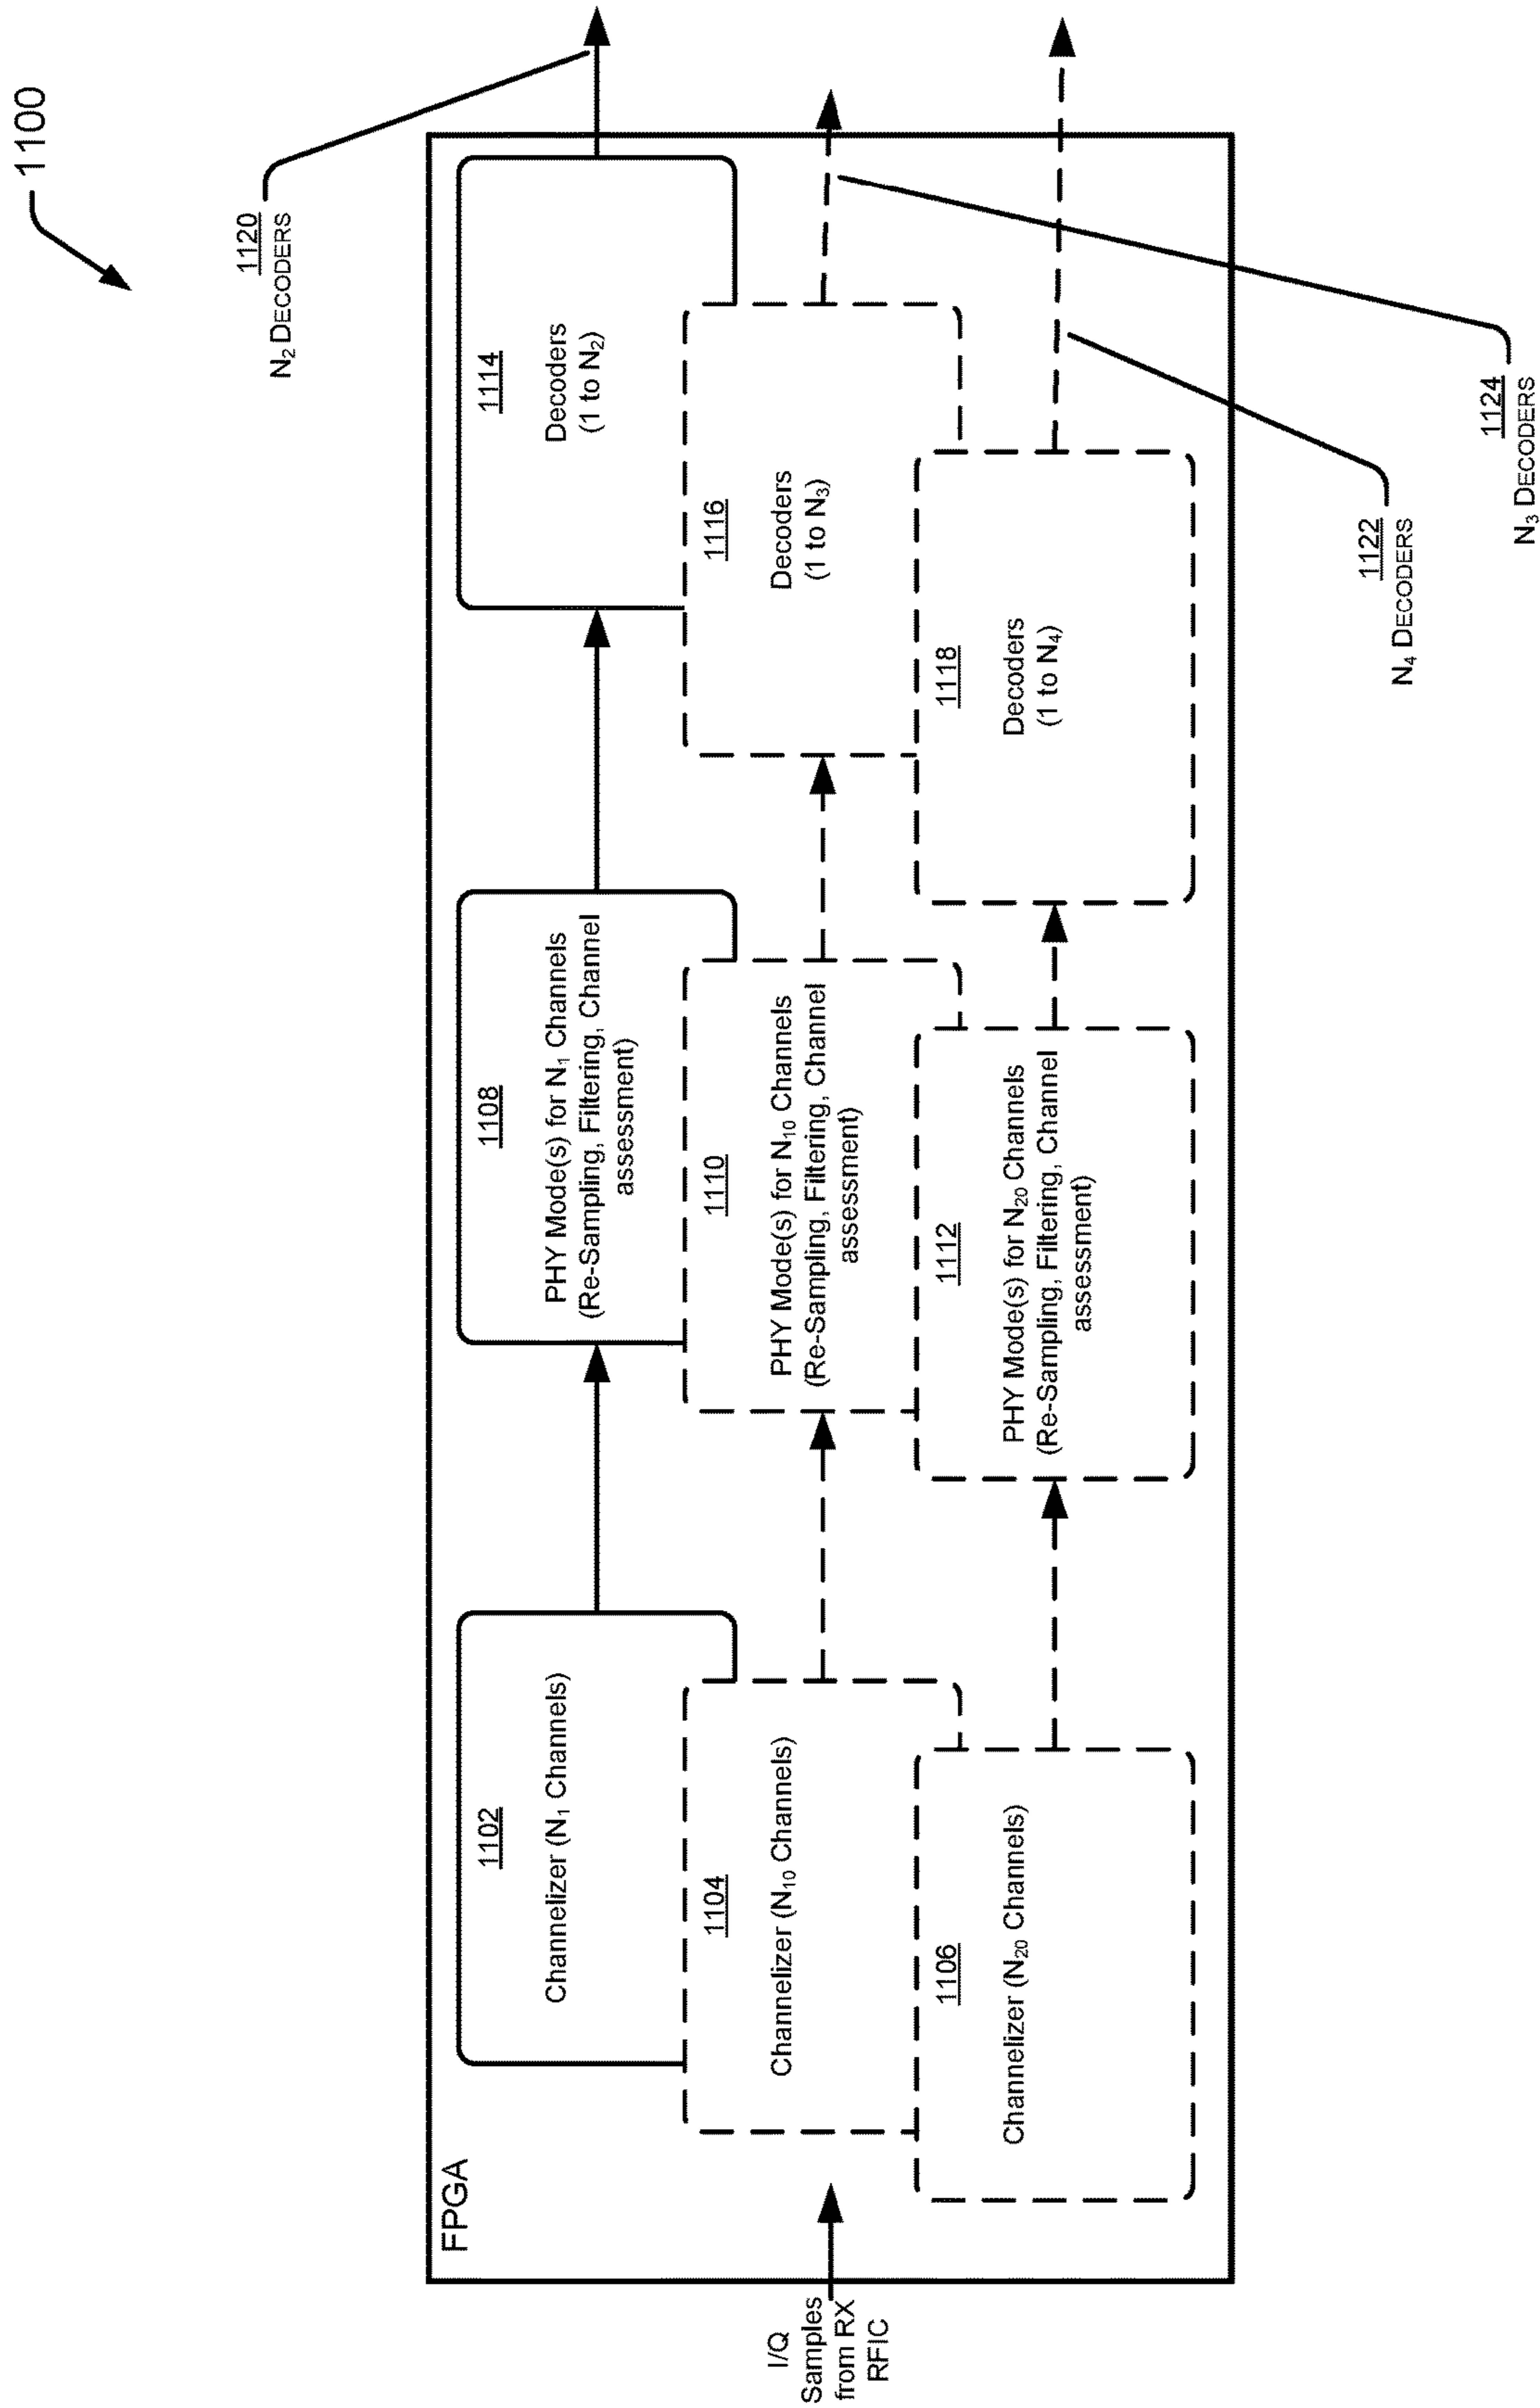 1100
FPGA
I/Q
Samples
from RX
RFIC
1102
Channelizer (N₁ Channels)
1104
Channelizer (N₁₀ Channels)
1106
Channelizer (N₂₀ Channels)
1108
PHY Mode(s) for N₁ Channels
(Re-Sampling, Filtering, Channel
assessment)
1110
PHY Mode(s) for N₁₀ Channels
(Re-Sampling, Filtering, Channel
assessment)
1112
PHY Mode(s) for N₂₀ Channels
(Re-Sampling, Filtering, Channel
assessment)
1114
Decoders
(1 to N₂)
1116
Decoders
(1 to N₃)
1118
Decoders
(1 to N₄)
1120
N₂ DECODERS
1122
N₄ DECODERS
1124
N₃ DECODERS